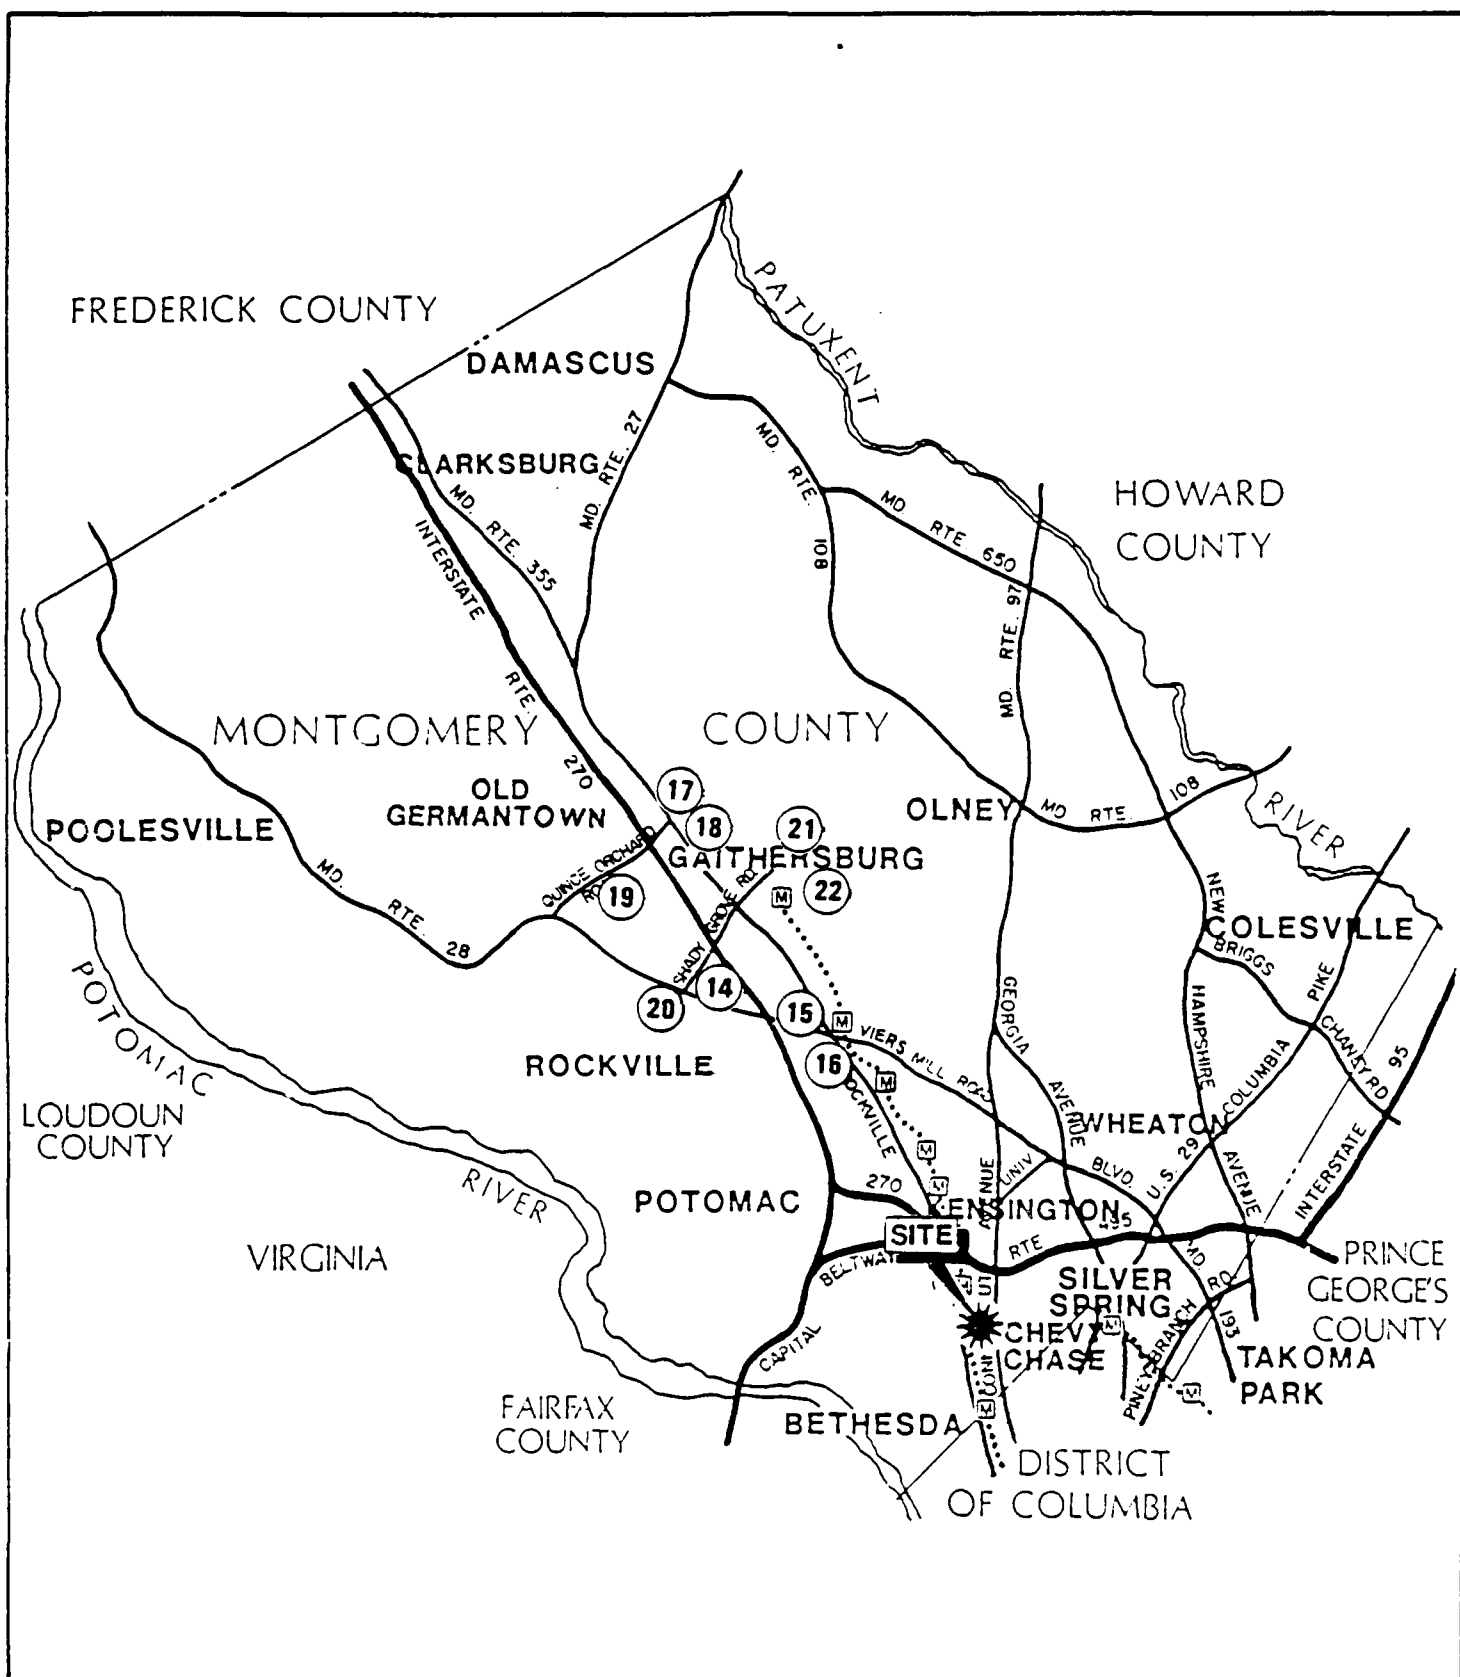 FREDERICK COUNTY
PATUXENT
DAMASCUS
MD. RTE. 27
CLARKSBURG
MD. RTE. 355
INTERSTATE RTE. 270
MD. RTE. 108
MD. RTE. 650
HOWARD
COUNTY
MD. RTE. 97
MONTGOMERY COUNTY
OLD
GERMANTOWN
POOLESVILLE
17
18
21
GAITHERSBURG
22
19
QUINCE ORCHARD
RD
SHADY GROVE RD
OLNEY
MD RTE. 108
RIVER
MD. RTE. 28
M
NEW HAMPSHIRE AVENUE
COLESVILLE
BRIGGS CHANEY RD
POTOMAC
14
20
15
M
16
ROCKVILLE
VIERS MILL ROAD
M
GEORGIA AVENUE
U.S. 29 COLUMBIA PIKE
INTERSTATE 95
WHEATON
LOUDOUN
COUNTY
ROCKVILLE
M
M
RIVER
POTOMAC
270
UNIV BLVD.
AVENUE
ENSINGTON
SITE
BELTWAY
RTE 495
VIRGINIA
CAPITAL
M
SILVER
SPRING
MD. 193
PINEY BRANCH RD
PRINCE
GEORGE'S
COUNTY
CHEVY
CHASE
M
M
TAKOMA
PARK
FAIRFAX
COUNTY
BETHESDA
M
DISTRICT
OF COLUMBIA